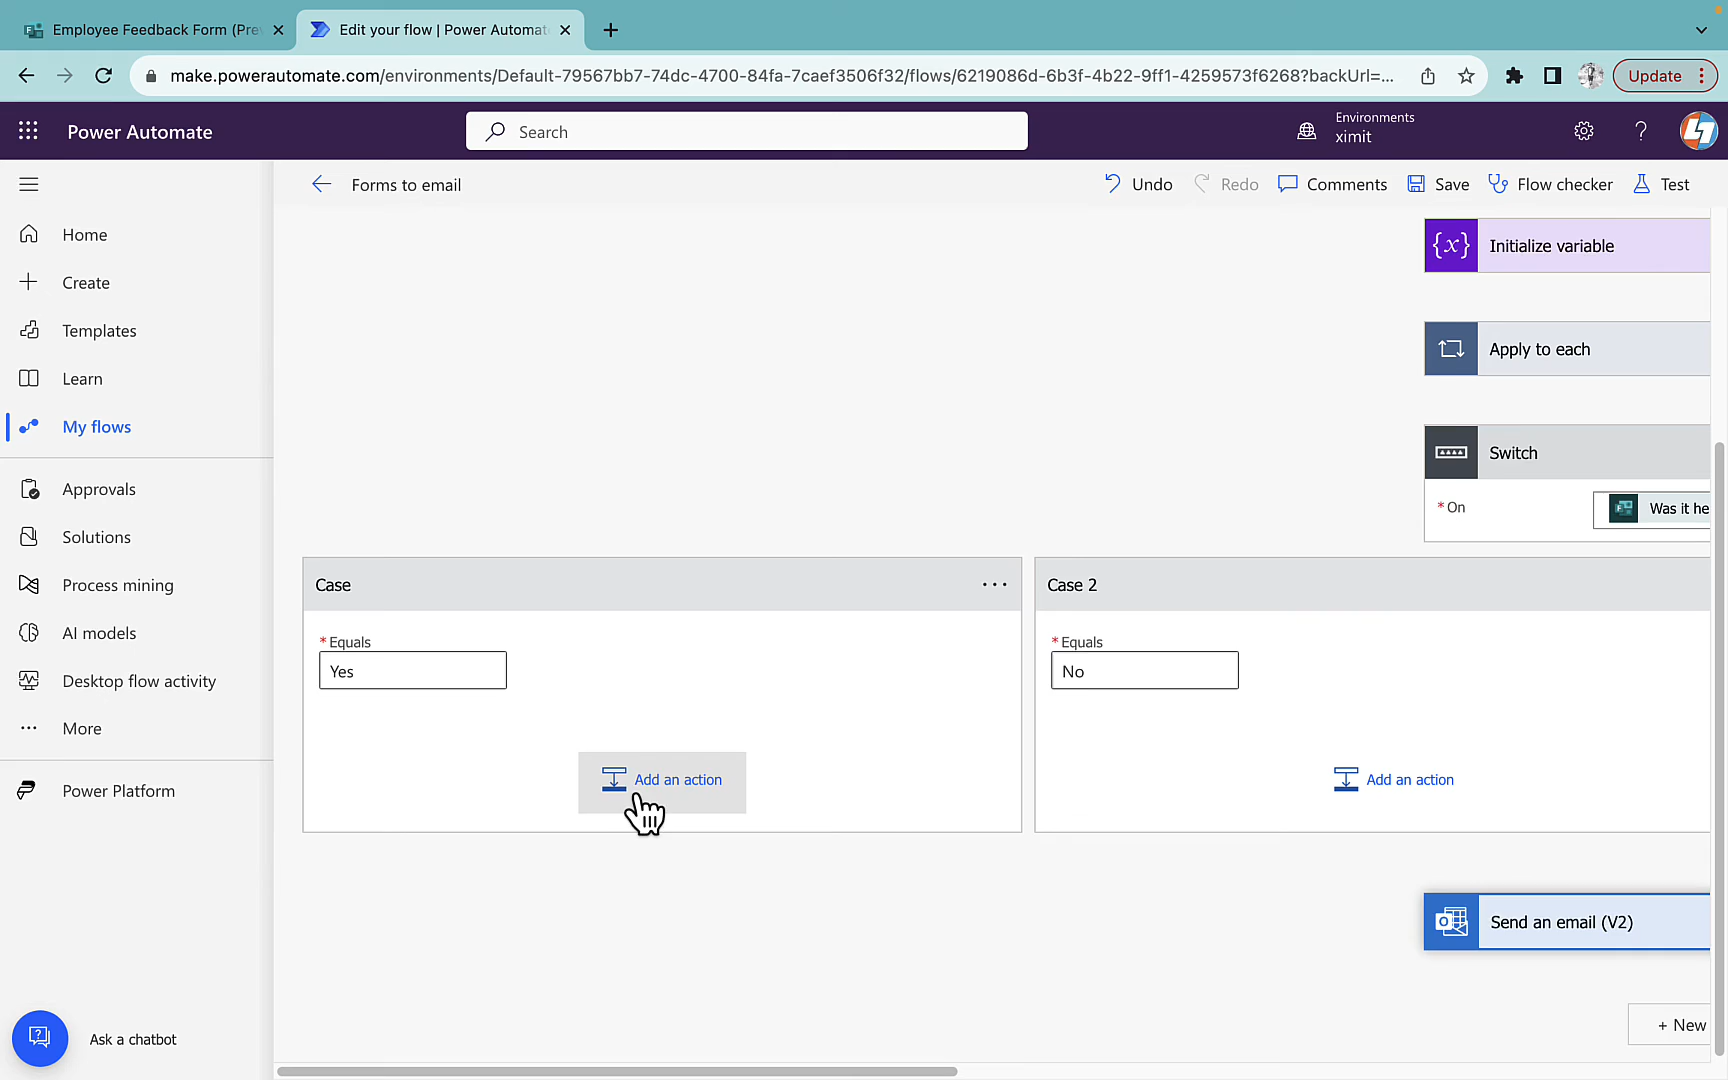 Employee Feedback Form (Pre
Edit your flow | Power Automat
make.powerautomate.com/environments/Default-79567bb7-74dc-4700-84fa-7caef3506f32/flows/6219086d-6b3f-4b22-9ff1-4259573f6268?backUrl=...
Update
Power Automate
Search
Environments
ximit
Forms to email
Undo
Redo
Comments
Save
Flow checker
Test
Home
Create
Templates
Learn
My flows
Approvals
Solutions
Process mining
AI models
Desktop flow activity
More
Power Platform
Ask a chatbot
{x} Initialize variable
Apply to each
Switch
* On
Was it he
Case
* Equals
Yes
Add an action
Case 2
* Equals
No
Add an action
Send an email (V2)
+ New